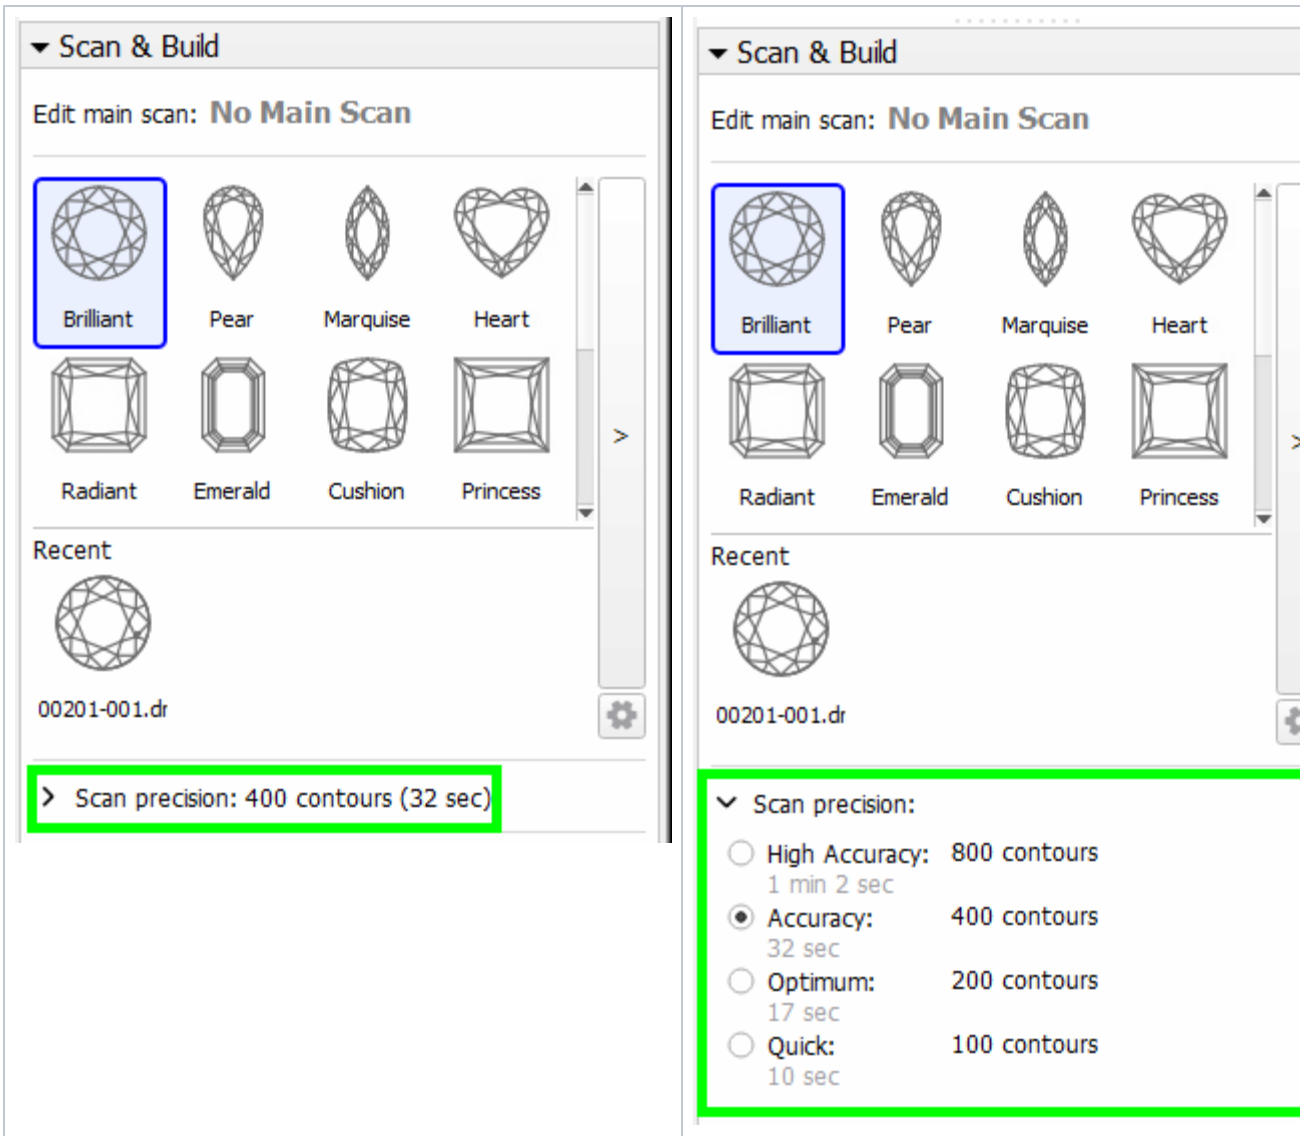 Scan & Build
Edit main scan: No Main Scan
Brilliant Pear Marquise Heart
Radiant Emerald Cushion Princess
>
Recent
00201-001.dr
Scan precision: 400 contours (32 sec)
Scan & Build
Edit main scan: No Main Scan
Brilliant Pear Marquise Heart
Radiant Emerald Cushion Princess
>
Recent
00201-001.dr
Scan precision:
High Accuracy: 800 contours
1 min 2 sec
Accuracy: 400 contours
32 sec
Optimum: 200 contours
17 sec
Quick: 100 contours
10 sec